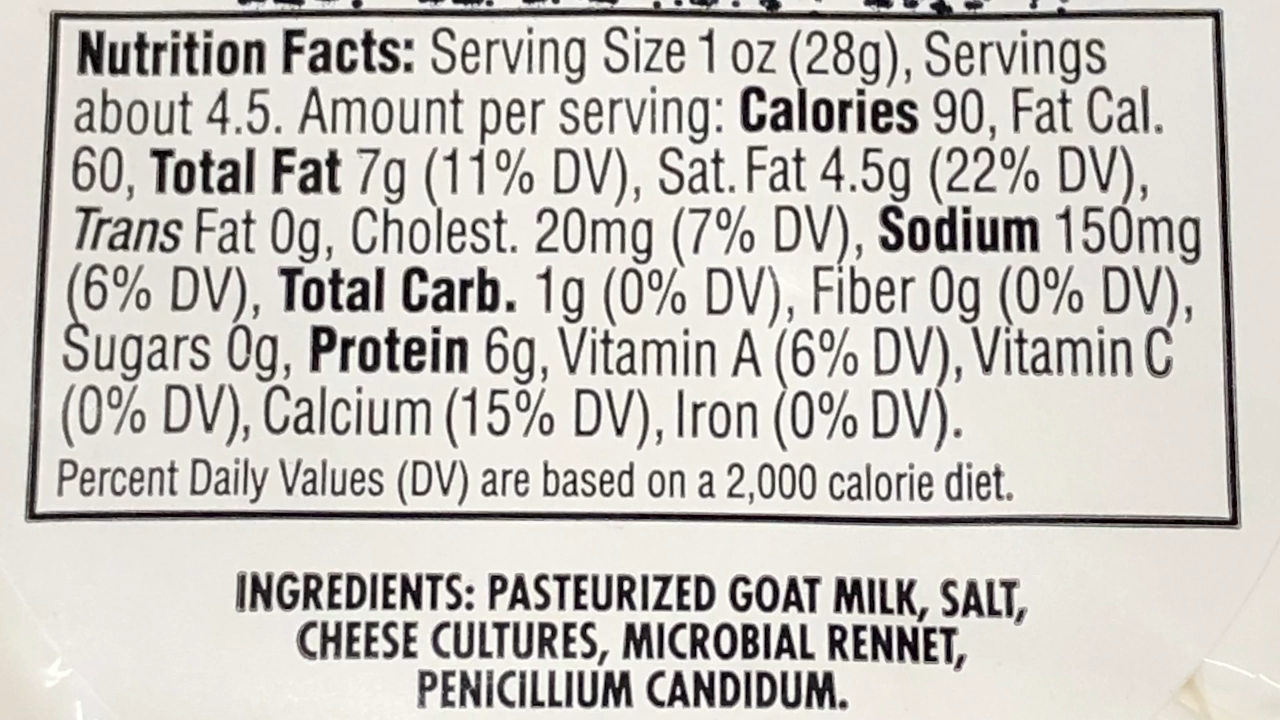 Nutrition Facts: Serving Size 1 oz (28g), Servings
about 4.5. Amount per serving: Calories 90, Fat Cal.
60, Total Fat 7g (11% DV), Sat. Fat 4.5g (22% DV),
Trans Fat 0g, Cholest. 20mg (7% DV), Sodium 150mg
(6% DV), Total Carb. 1g (0% DV), Fiber 0g (0% DV),
Sugars 0g, Protein 6g, Vitamin A (6% DV), Vitamin C
(0% DV), Calcium (15% DV), Iron (0% DV).
Percent Daily Values (DV) are based on a 2,000 calorie diet.
INGREDIENTS: PASTEURIZED GOAT MILK, SALT,
CHEESE CULTURES, MICROBIAL RENNET,
PENICILLIUM CANDIDUM.